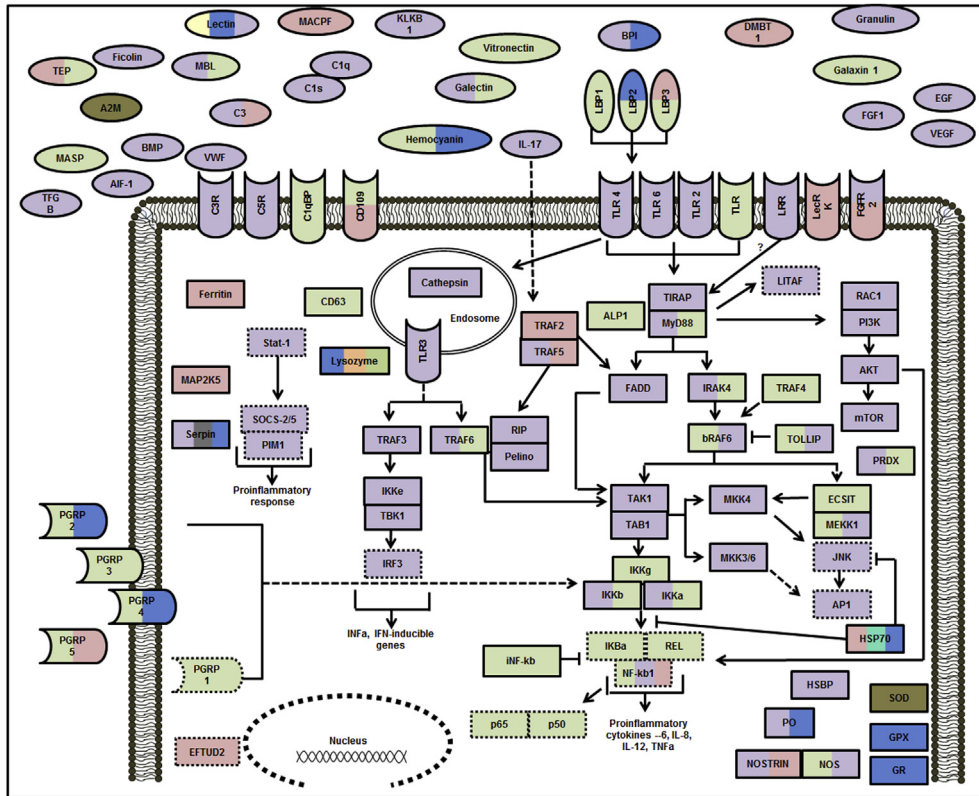 Lectin
MACPF
KLKB
1
BPI
DMBT
1
Granulin
Vitronectin
TEP
Ficolin
MBL
C1q
C1s
Galectin
Galaxin 1
LBP1
LBP2
LBP3
A2M
C3
FGF1
EGF
VEGF
Hemocyanin
IL-17
MASP
BMP
VWF
AIF-1
TFG
B
C3R
C5R
C1qBP
CD109
TLR 4
TLR 6
TLR 2
TLR
LRR
LecR
K
FGFR
2
?
Cathepsin
Endosome
TLR3
Ferritin
CD63
TIRAP
MyD88
LITAF
ALP1
RAC1
PI3K
TRAF2
TRAF5
Stat-1
Lysozyme
MAP2K5
FADD
IRAK4
TRAF4
AKT
mTOR
SOCS-2/5
PIM1
Serpin
TRAF3
TRAF6
RIP
Pelino
bRAF6
TOLLIP
PRDX
Proinflammatory
response
IKKe
TBK1
TAK1
TAB1
MKK4
ECSIT
MEKK1
PGRP
2
PGRP
3
IRF3
MKK3/6
JNK
IKKg
IKKb
IKKa
AP1
PGRP
4
INFa, IFN-inducible
genes
PGRP
5
HSP70
IKBa
REL
iNF-kb
NF-kb1
PGRP
1
HSBP
SOD
p65
p50
Proinflammatory
cytokines --6, IL-8,
IL-12, TNFa
PO
GPX
EFTUD2
Nucleus
NOSTRIN
NOS
GR